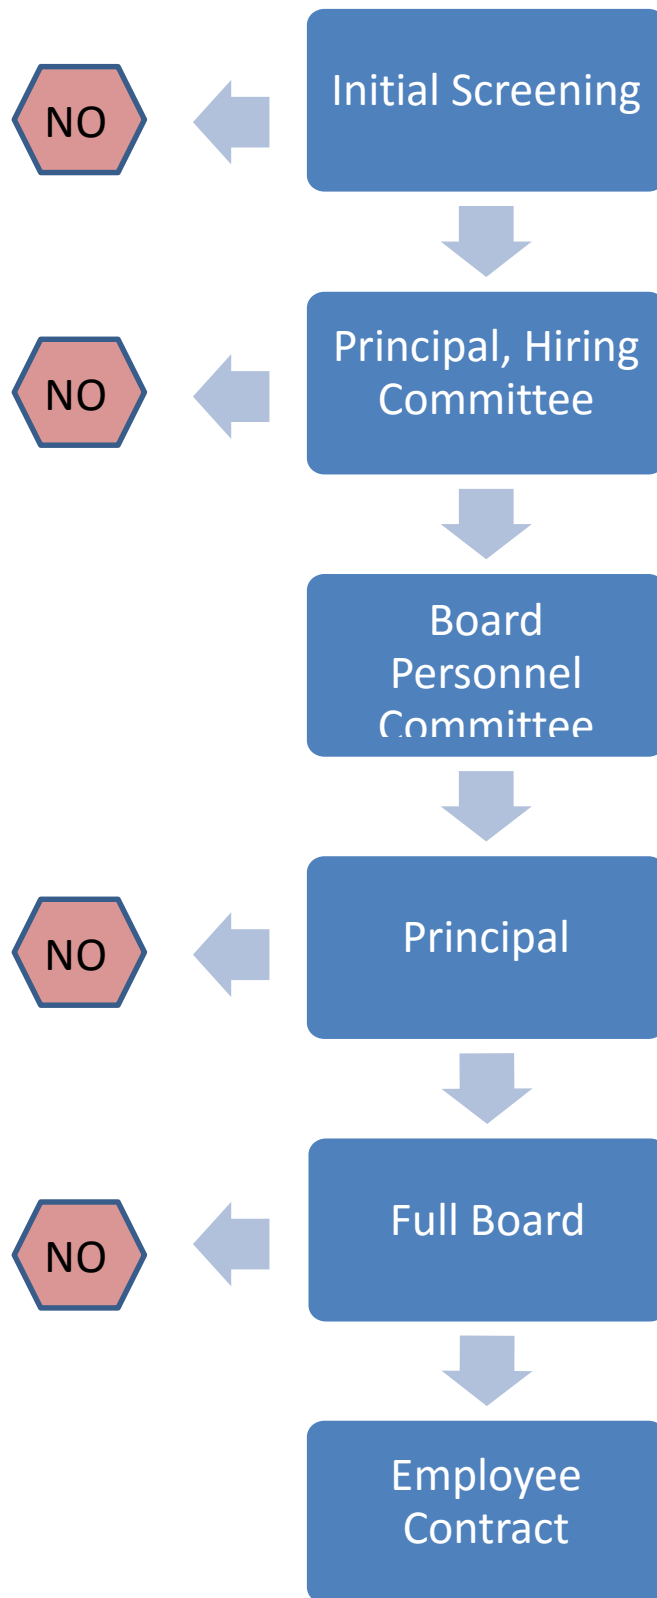 NO
Initial Screening
NO
Principal, Hiring
Committee
Board
Personnel
Committee
NO
Principal
NO
Full Board
Employee
Contract